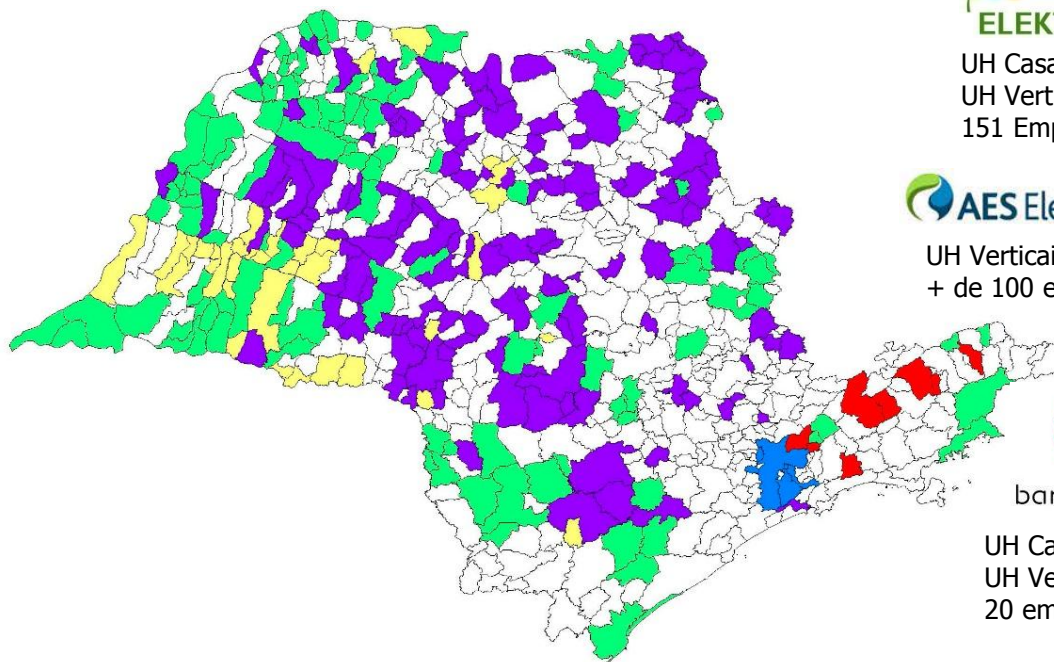 ELEK
UH Casa
UH Vert
151 Emp
AES Ele
UH Verticai
+ de 100 e
ban
UH Ca
UH Ve
20 em